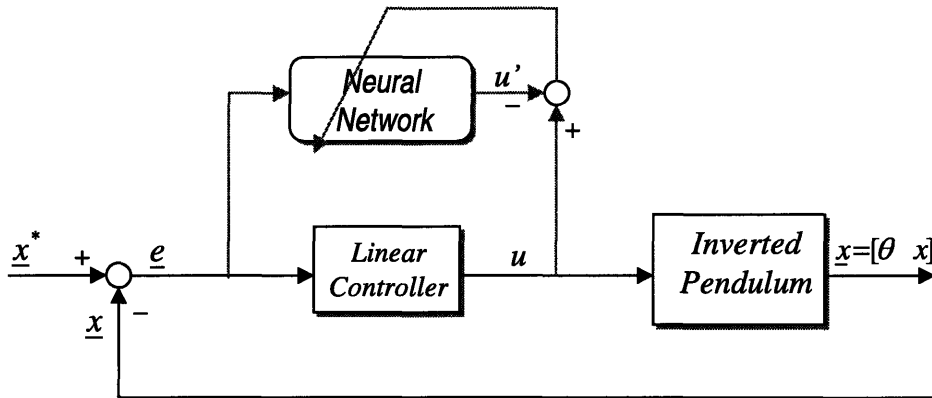 Neural
Network
u'
−
+
x*
+
e
Linear
Controller
u
Inverted
Pendulum
x=[θ x]
x
−